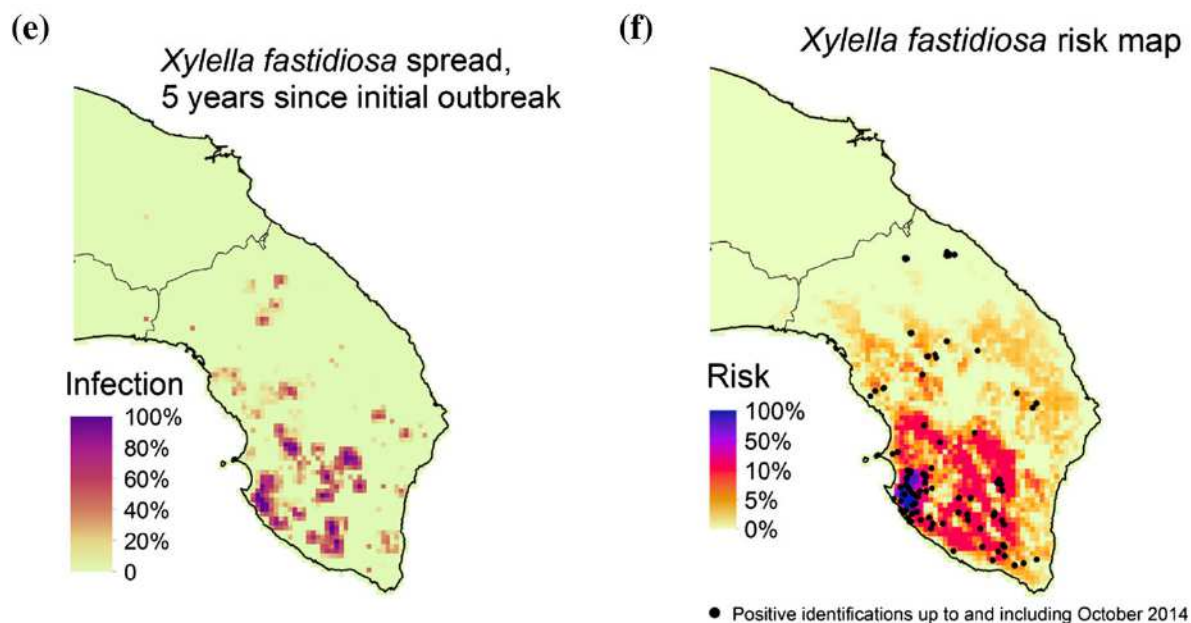 (e)
Xylella fastidiosa spread,
5 years since initial outbreak
Infection
100%
80%
60%
40%
20%
0
(f)
Xylella fastidiosa risk map
Risk
100%
50%
10%
5%
0%
Positive identifications up to and including October 2014